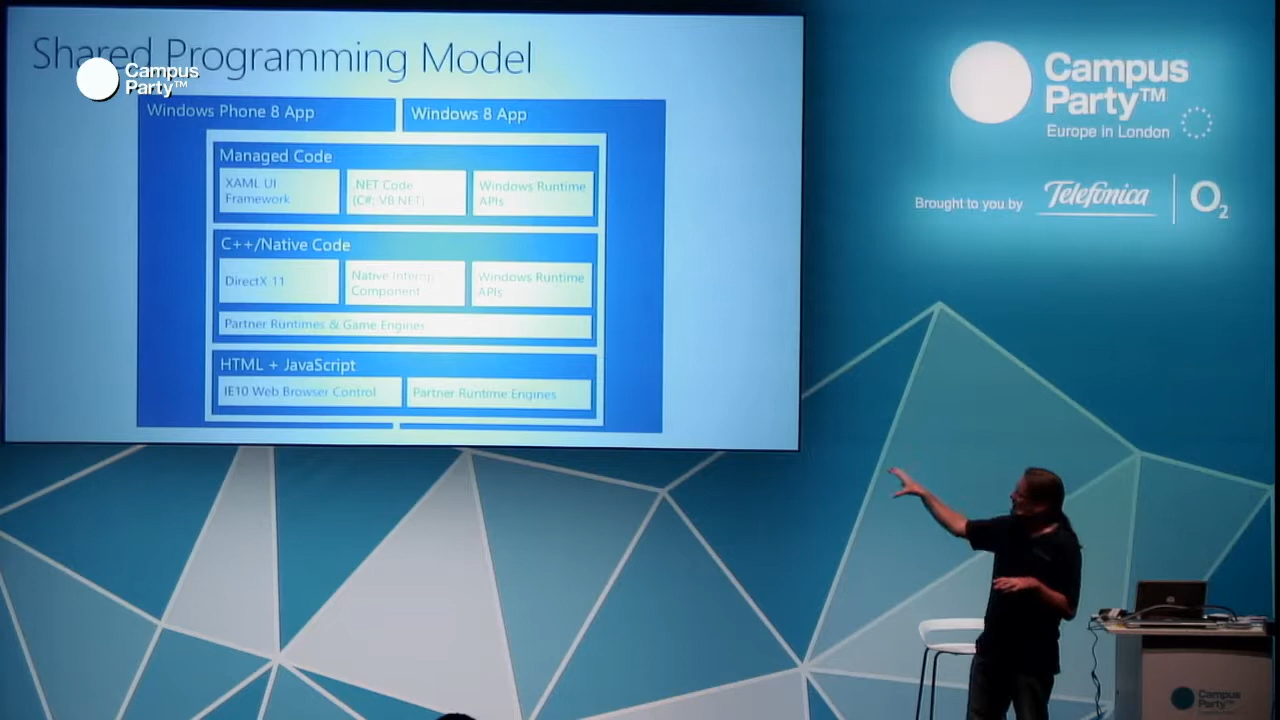 Shared Programming Model
Campus
Party™
Windows Phone 8 App
Windows 8 App
Managed Code
XAML UI
Framework
.NET Code
(C#, VB.NET)
Windows Runtime
APIs
C++/Native Code
DirectX 11
Native Interop
Component
Windows Runtime
APIs
Partner Runtimes & Game Engines
HTML + JavaScript
IE10 Web Browser Control
Partner Runtime Engines
Campus
Party™
Europe in London
Brought to you by
Telefónica
O2
Campus
Party™